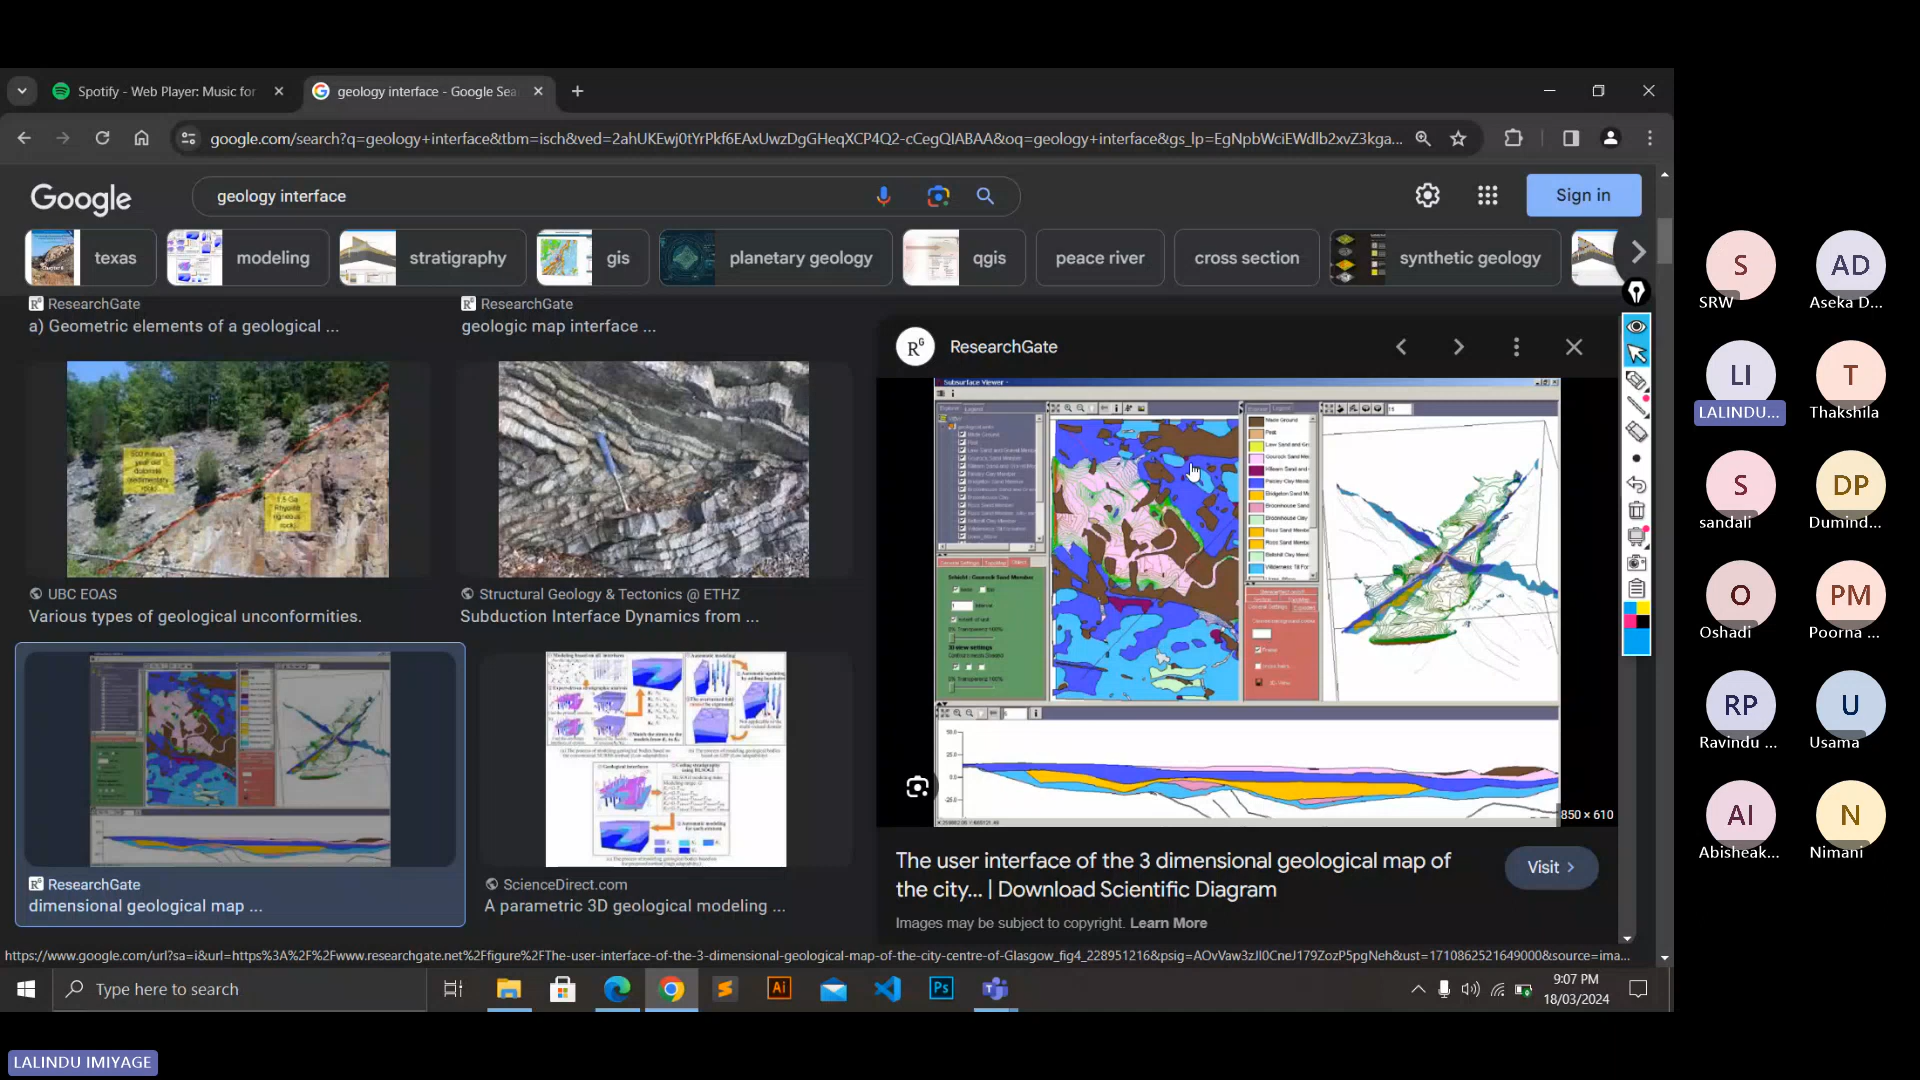 Spotify - Web Player: Music for
geology interface - Google Sea
google.com/search?q=geology+interface&tbm=isch&ved=2ahUKEwj0tYrPkf6EAxUwzDgGHeqXCP4Q2-cCegQIABAA&oq=geology+interface&gs_lp=EgNpbWciEWdlb2xvZ3kga...
Google
geology interface
Sign in
texas
modeling
stratigraphy
gis
planetary geology
qgis
peace river
cross section
synthetic geology
ResearchGate
a) Geometric elements of a geological ...
ResearchGate
geologic map interface ...
UBC EOAS
Various types of geological unconformities.
Structural Geology & Tectonics @ ETHZ
Subduction Interface Dynamics from ...
ResearchGate
dimensional geological map ...
ScienceDirect.com
A parametric 3D geological modeling ...
ResearchGate
Subsurface Viewer -
Made Ground
Peat
850 × 610
The user interface of the 3 dimensional geological map of
the city... | Download Scientific Diagram
Visit
Images may be subject to copyright. Learn More
https://www.google.com/url?sa=i&url=https%3A%2F%2Fwww.researchgate.net%2Ffigure%2FThe-user-interface-of-the-3-dimensional-geological-map-of-the-city-centre-of-Glasgow_fig4_228951216&psig=AOvVaw3zJl0CneJ179ZozP5pgNeh&ust=1710862521649000&source=ima...
Type here to search
Ai
Ps
9:07 PM
18/03/2024
S
SRW
AD
Aseka D...
LI
LALINDU...
T
Thakshila
S
sandali
DP
Dumind...
O
Oshadi
PM
Poorna ...
RP
Ravindu ...
U
Usama
AI
Abisheak...
N
Nimani
LALINDU IMIYAGE